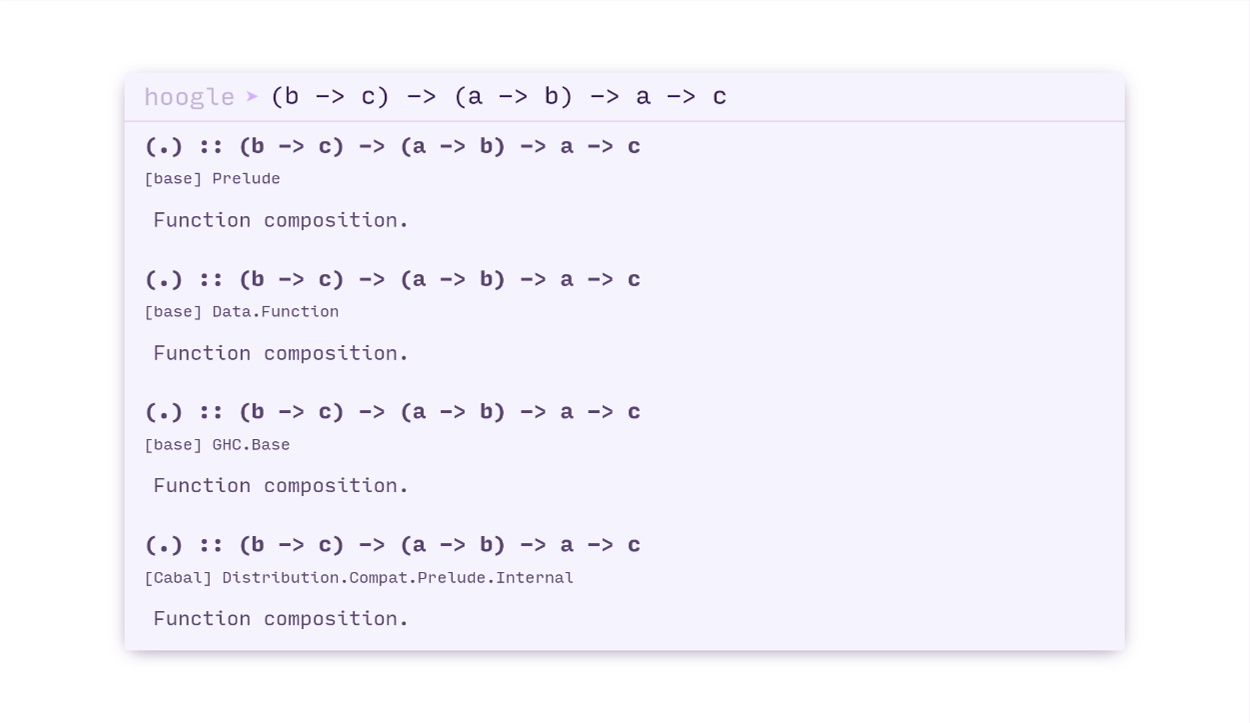 hoogle ➤ (b -> c) -> (a -> b) -> a -> c
(.) :: (b -> c) -> (a -> b) -> a -> c
[base] Prelude
Function composition.
(.) :: (b -> c) -> (a -> b) -> a -> c
[base] Data.Function
Function composition.
(.) :: (b -> c) -> (a -> b) -> a -> c
[base] GHC.Base
Function composition.
(.) :: (b -> c) -> (a -> b) -> a -> c
[Cabal] Distribution.Compat.Prelude.Internal
Function composition.